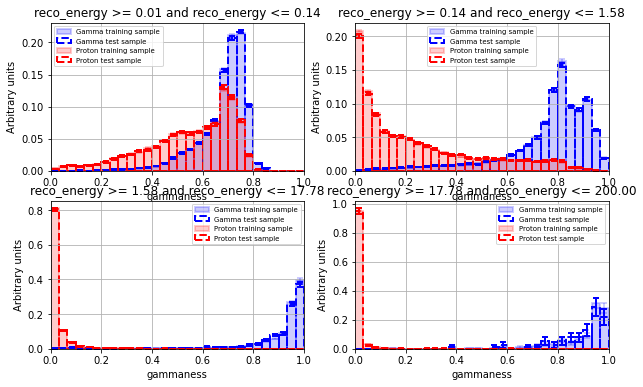 reco_energy >= 0.01 and reco_energy <= 0.14
Arbitrary units
0.20
0.15
0.10
0.05
0.00
Gamma training sample
Gamma test sample
Proton training sample
Proton test sample
0.0 0.2 0.4 0.6 0.8 1.0
gammaness
reco_energy >= 0.14 and reco_energy <= 1.58
Arbitrary units
0.20
0.15
0.10
0.05
0.00
Gamma training sample
Gamma test sample
Proton training sample
Proton test sample
0.0 0.2 0.4 0.6 0.8 1.0
gammaness
reco_energy >= 1.58 and reco_energy <= 17.78
Arbitrary units
0.8
0.6
0.4
0.2
0.0
Gamma training sample
Gamma test sample
Proton training sample
Proton test sample
0.0 0.2 0.4 0.6 0.8 1.0
gammaness
reco_energy >= 17.78 and reco_energy <= 200.00
Arbitrary units
1.0
0.8
0.6
0.4
0.2
0.0
Gamma training sample
Gamma test sample
Proton training sample
Proton test sample
0.0 0.2 0.4 0.6 0.8 1.0
gammaness